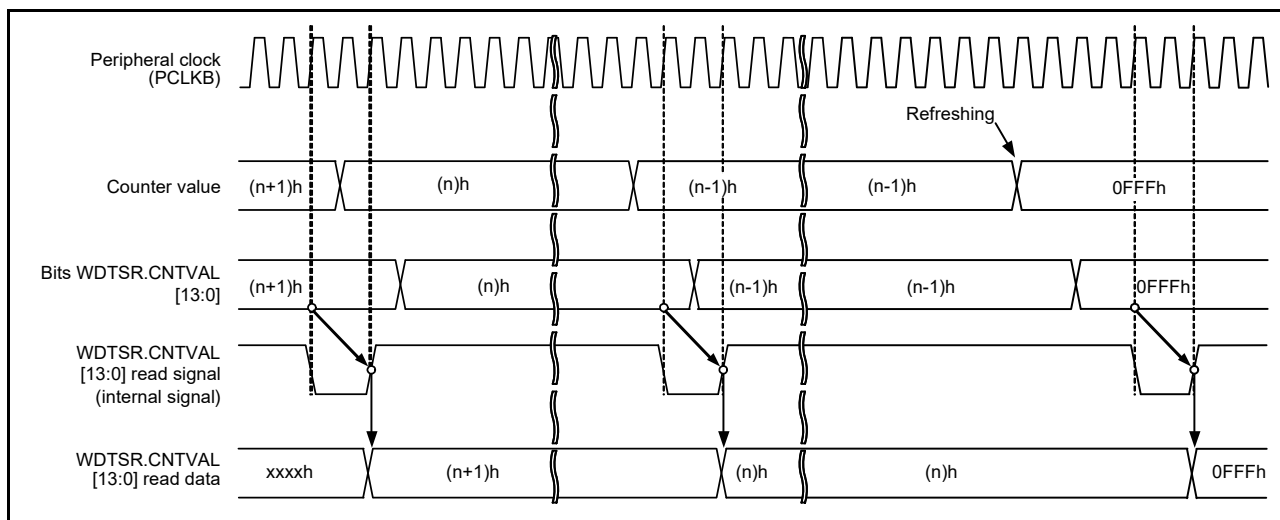 Peripheral clock
(PCLKB)
Refreshing
Counter value
(n+1)h
(n)h
(n-1)h
(n-1)h
0FFFh
Bits WDTSR.CNTVAL
[13:0]
(n+1)h
(n)h
(n-1)h
(n-1)h
0FFFh
WDTSR.CNTVAL
[13:0] read signal
(internal signal)
WDTSR.CNTVAL
[13:0] read data
xxxxh
(n+1)h
(n)h
(n)h
0FFFh